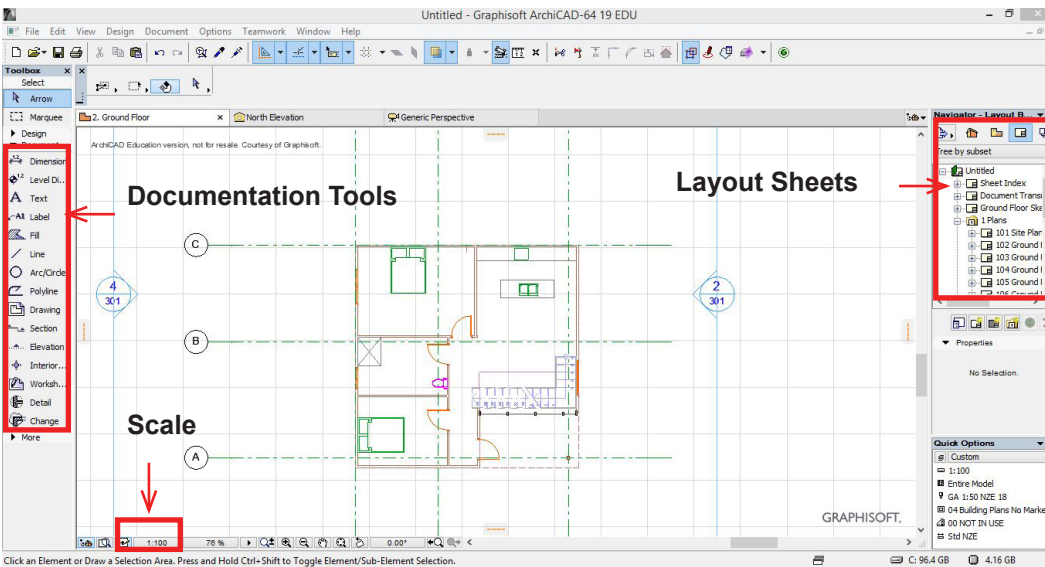 Untitled - Graphisoft ArchiCAD-64 19 EDU
File Edit View Design Document Options Teamwork Window Help
Toolbox
Select
Arrow
Marquee
Design
Dimension
Level Di...
Text
Label
Fill
Line
Arc/Circle
Polyline
Drawing
Section
Elevation
Interior...
Worksh...
Detail
Change
More
2. Ground Floor
North Elevation
Generic Perspective
ArchiCAD Education version, not for resale. Courtesy of Graphisoft.
Documentation Tools
Layout Sheets
Scale
C
B
A
4
301
2
301
GRAPHISOFT.
Navigator - Layout B...
Tree by subset
Untitled
Sheet Index
Document Transm
Ground Floor Ske
1 Plans
101 Site Plan
102 Ground
103 Ground
104 Ground
105 Ground
Properties
No Selection.
Quick Options
Custom
1:100
Entire Model
GA 1:50 NZE 18
04 Building Plans No Marke
00 NOT IN USE
Std NZE
1:100
76 %
0.00°
Click an Element or Draw a Selection Area. Press and Hold Ctrl+Shift to Toggle Element/Sub-Element Selection.
C: 96.4 GB
4.16 GB